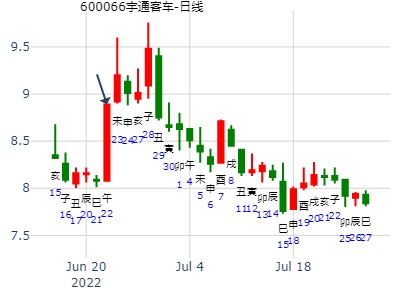 600066宇通客车-日线
9.5
9
8.5
8
7.5
亥 子 丑 辰 巳 午 未 申 亥 子 丑 寅 卯 午 未 申 酉 戌 丑 寅 卯 辰 巳 申 酉 戌 亥 子 卯 辰 巳
15 16 17 20 21 22 23 24 27 28 29 30 1 4 5 6 7 8 11 12 13 14 15 18 19 20 21 22 25 26 27
Jun 20
2022
Jul 4
Jul 18